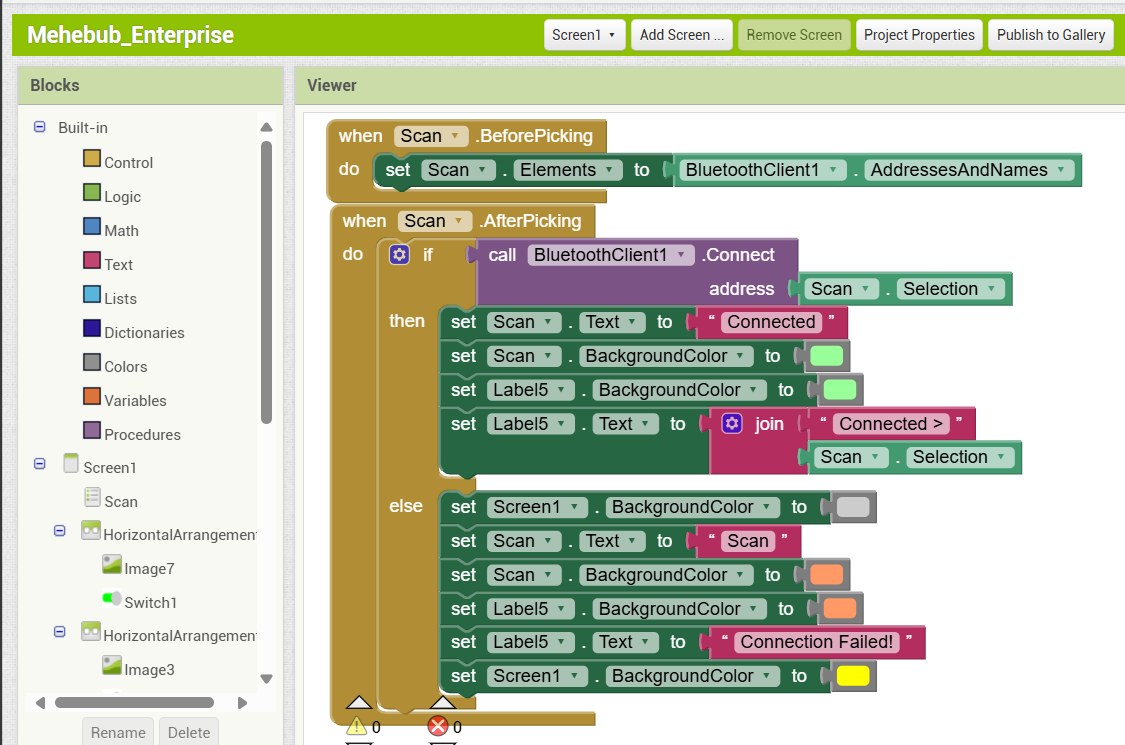 Mehebub_Enterprise
Screen1 Add Screen ... Remove Screen Project Properties Publish to Gallery
Blocks
Viewer
Built-in
Control
Logic
Math
Text
Lists
Dictionaries
Colors
Variables
Procedures
Screen1
Scan
HorizontalArrangemen
Image7
Switch1
HorizontalArrangemen
Image3
Rename Delete
when Scan .BeforePicking
do set Scan . Elements to BluetoothClient1 . AddressesAndNames
when Scan .AfterPicking
do if call BluetoothClient1 .Connect
address Scan . Selection
then set Scan . Text to “ Connected ”
set Scan . BackgroundColor to
set Label5 . BackgroundColor to
set Label5 . Text to join “ Connected > ”
Scan . Selection
else set Screen1 . BackgroundColor to
set Scan . Text to “ Scan ”
set Scan . BackgroundColor to
set Label5 . BackgroundColor to
set Label5 . Text to “ Connection Failed! ”
set Screen1 . BackgroundColor to
0 0